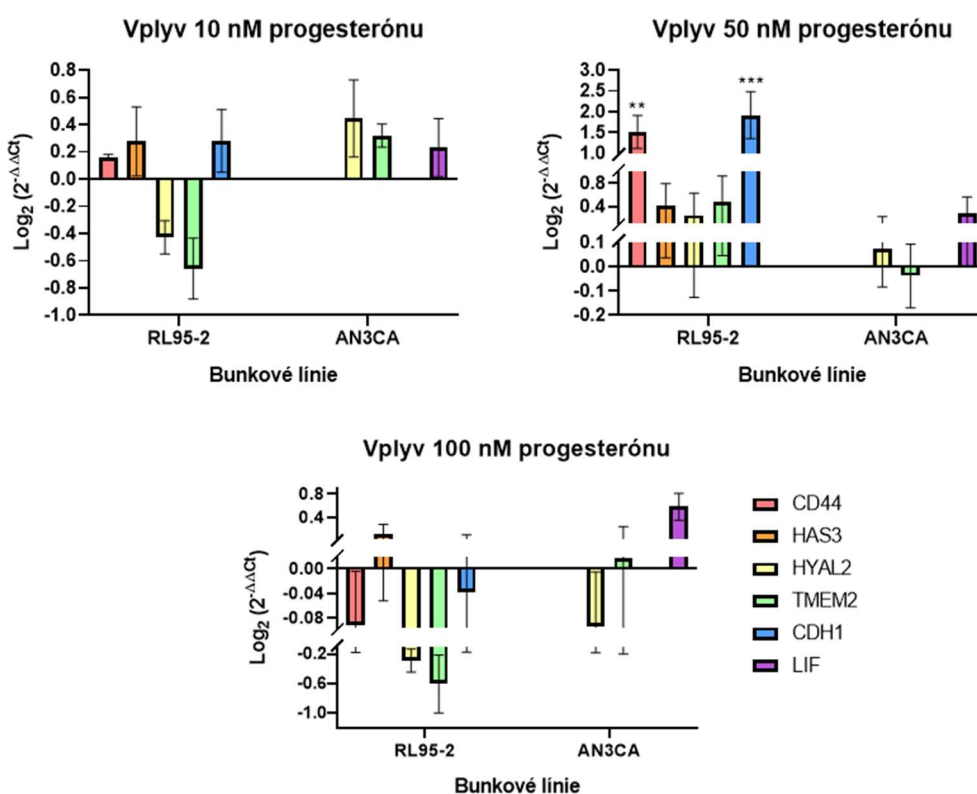 Vplyv 10 nM progesterónu
Log₂ (2^-ΔΔCt)
0.8
0.6
0.4
0.2
0.0
-0.2
-0.4
-0.6
-0.8
-1.0
RL95-2 AN3CA
Bunkové línie
Vplyv 50 nM progesterónu
Log₂ (2^-ΔΔCt)
3.0
2.5
2.0
1.5
1.0
0.8
0.4
0.1
0.0
-0.1
-0.2
**
***
RL95-2 AN3CA
Bunkové línie
Vplyv 100 nM progesterónu
Log₂ (2^-ΔΔCt)
0.8
0.4
0.00
-0.04
-0.08
-0.2
-0.6
-1.0
RL95-2 AN3CA
Bunkové línie
CD44
HAS3
HYAL2
TMEM2
CDH1
LIF